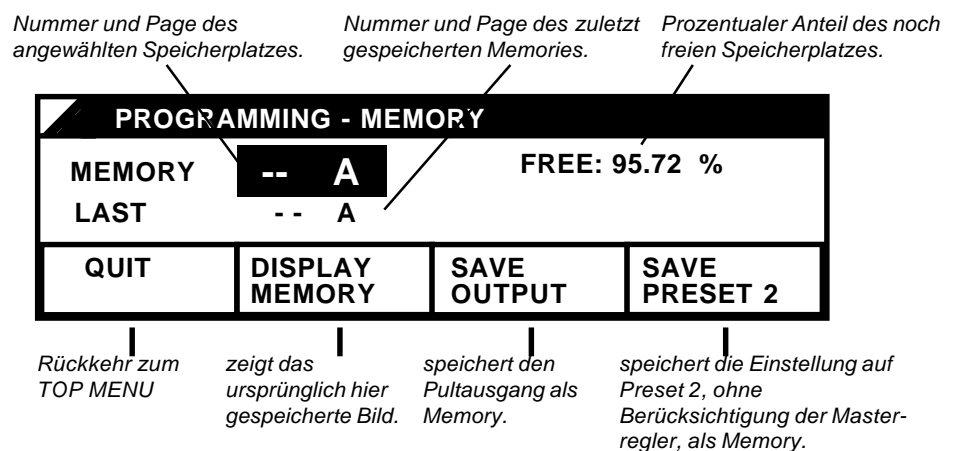 Nummer und Page des
angewählten Speicherplatzes.
Nummer und Page des zuletzt
gespeicherten Memories.
Prozentualer Anteil des noch
freien Speicherplatzes.
PROGRAMMING - MEMORY
MEMORY -- A FREE: 95.72 %
LAST - - A
QUIT
DISPLAY
MEMORY
SAVE
OUTPUT
SAVE
PRESET 2
Rückkehr zum
TOP MENU
zeigt das
ursprünglich hier
gespeicherte Bild.
speichert den
Pultausgang als
Memory.
speichert die Einstellung auf
Preset 2, ohne
Berücksichtigung der Master-
regler, als Memory.